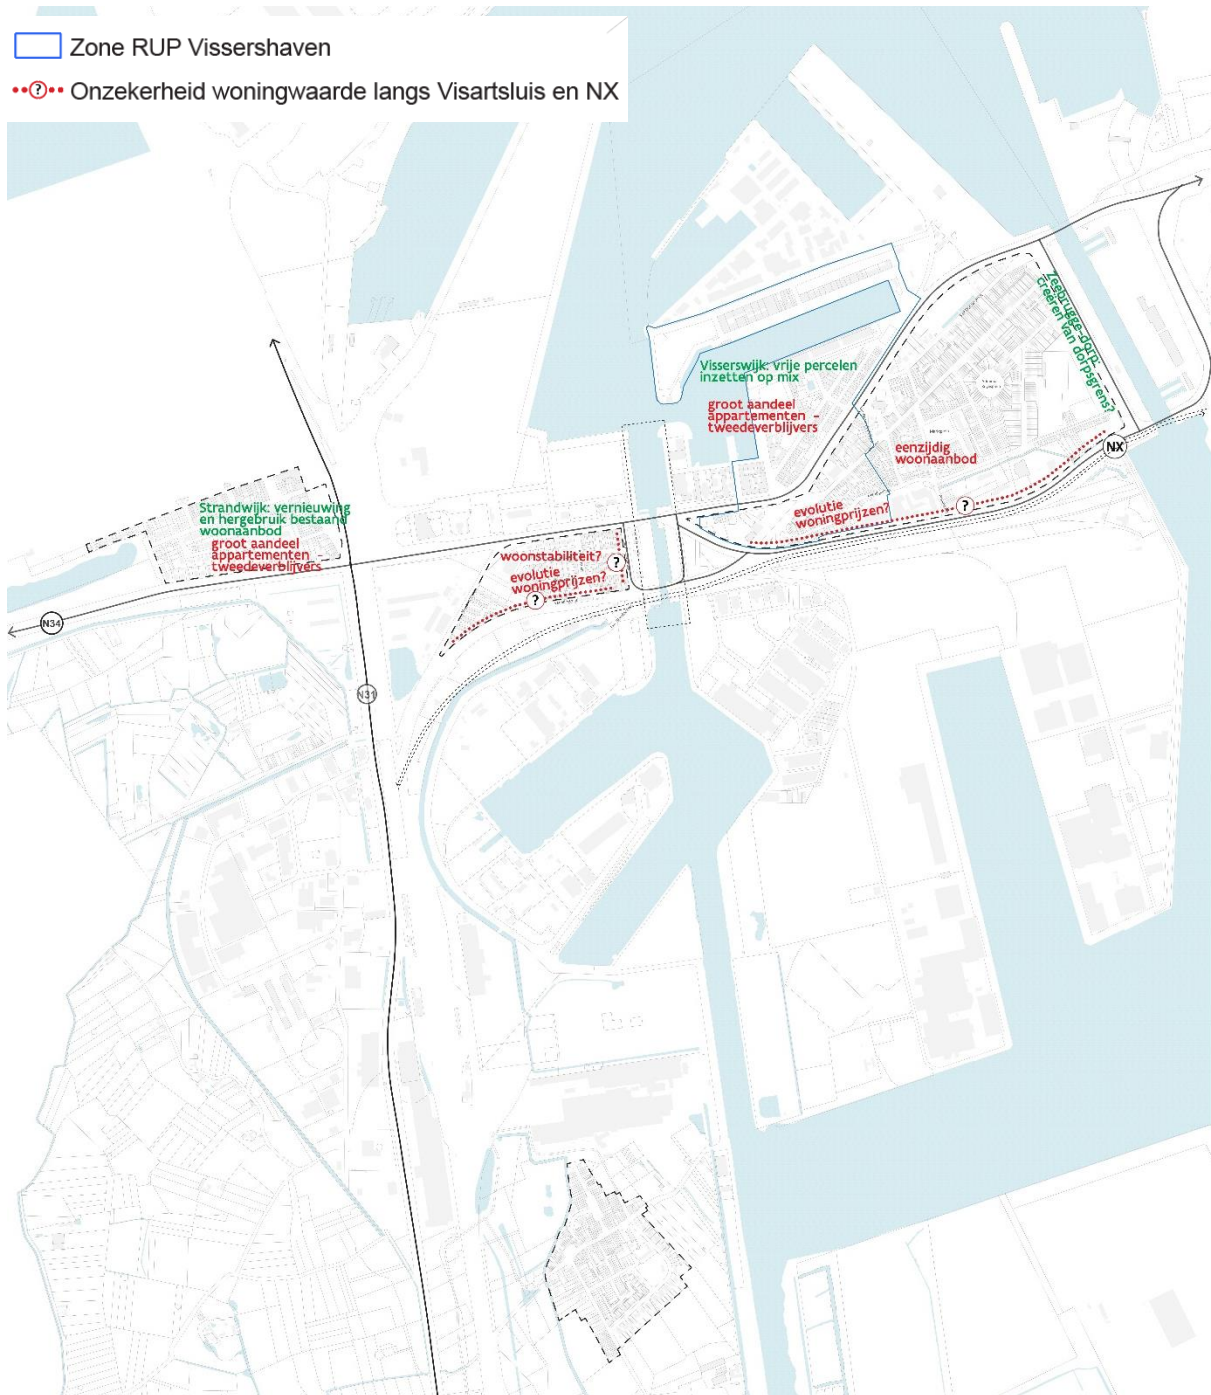 Zone RUP Vissershaven
Onzekerheid woningwaarde langs Visartsluis en NX
Zeebrugge-dorp:
creëren van dorpsgrens?
Visserswijk: vrije percelen
inzetten op mix
groot aandeel
appartementen -
tweedeverblijvers
eenzijdig
woonaanbod
NX
evolutie
woningprijzen?
?
Strandwijk: vernieuwing
en hergebruik bestaand
woonaanbod
groot aandeel
appartementen
tweedeverblijvers
woonstabiliteit?
?
evolutie
woningprijzen?
?
N34
N31